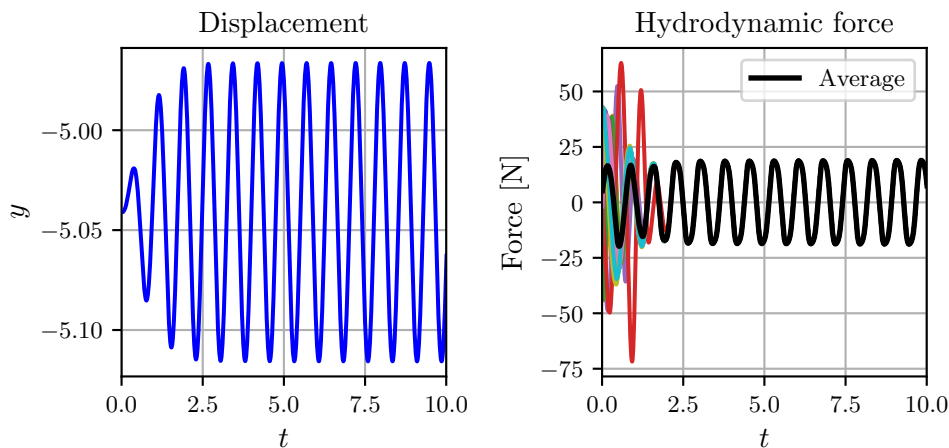 Displacement
−5.00
−5.05
−5.10
y
0.0 2.5 5.0 7.5 10.0
t
Hydrodynamic force
Average
50
25
0
−25
−50
−75
Force [N]
0.0 2.5 5.0 7.5 10.0
t